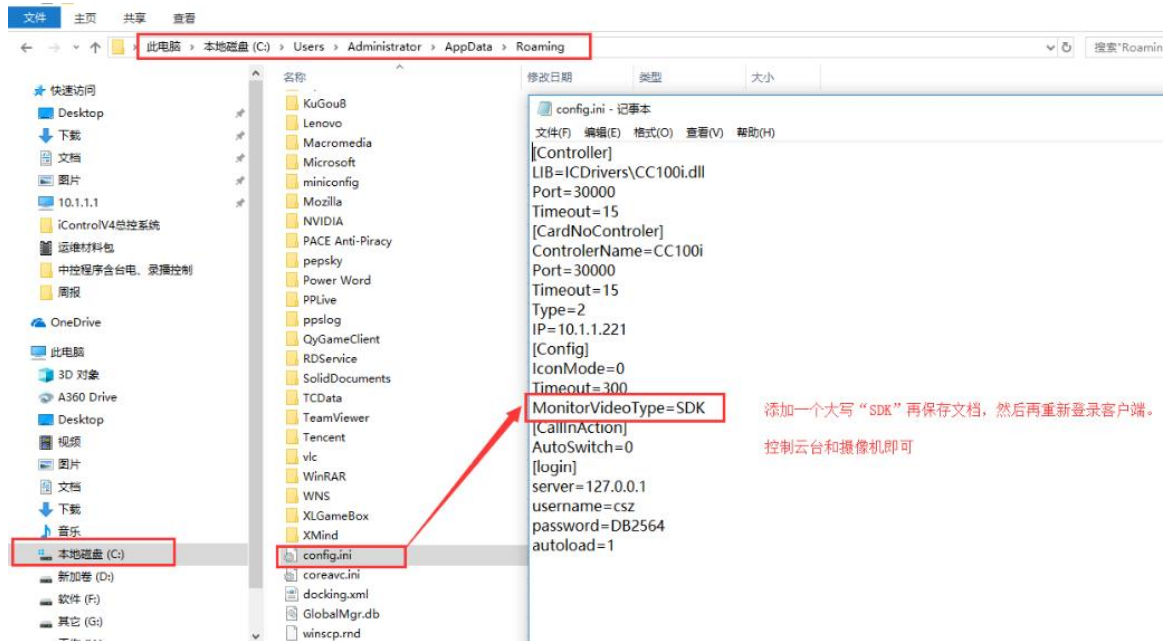 文件 主页 共享 查看
此电脑 › 本地磁盘 (C:) › Users › Administrator › AppData › Roaming
搜索"Roamin
快速访问
Desktop
下载
文档
图片
10.1.1.1
iControlV4总控系统
运维材料包
中控程序含台电、录播控制
周报
OneDrive
此电脑
3D 对象
A360 Drive
Desktop
视频
图片
文档
下载
音乐
本地磁盘 (C:)
新加卷 (D:)
软件 (F:)
其它 (G:)
名称 修改日期 类型 大小
KuGou8
Lenovo
Macromedia
Microsoft
miniconfig
Mozilla
NVIDIA
PACE Anti-Piracy
pepsky
Power Word
PPLive
ppslog
QyGameClient
RDService
SolidDocuments
TCData
TeamViewer
Tencent
vlc
WinRAR
WNS
XLGameBox
XMind
config.ini
coreavc.ini
docking.xml
GlobalMgr.db
winscp.rnd
config.ini - 记事本
文件(F) 编辑(E) 格式(O) 查看(V) 帮助(H)
[Controller]
LIB=ICDrivers\CC100i.dll
Port=30000
Timeout=15
[CardNoControler]
ControlerName=CC100i
Port=30000
Timeout=15
Type=2
IP=10.1.1.221
[Config]
IconMode=0
Timeout=300
MonitorVideoType=SDK
[CallInAction]
AutoSwitch=0
[login]
server=127.0.0.1
username=csz
password=DB2564
autoload=1
添加一个大写“SDK”再保存文档，然后再重新登录客户端。
控制云台和摄像机即可